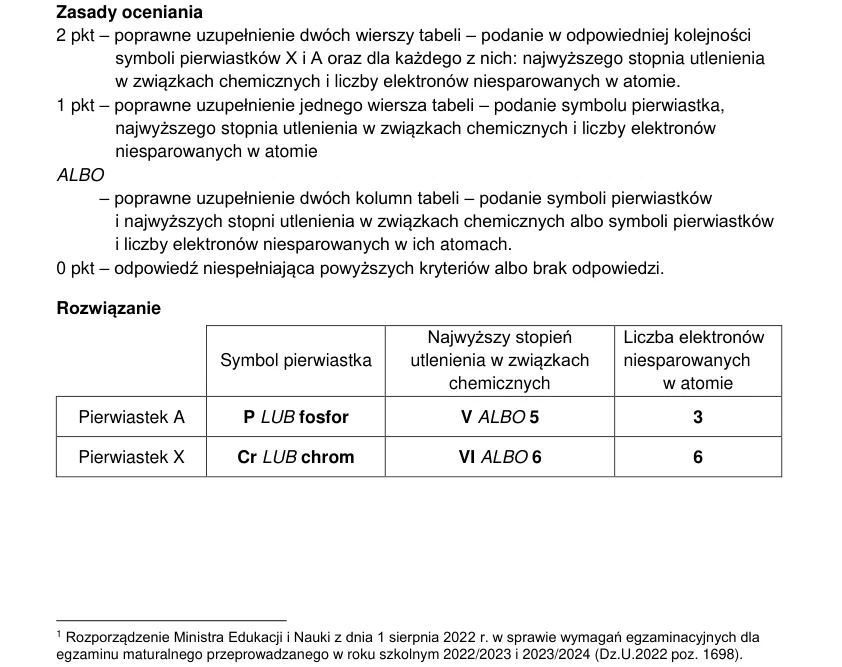 Zasady oceniania
2 pkt – poprawne uzupełnienie dwóch wierszy tabeli – podanie w odpowiedniej kolejności
symboli pierwiastków X i A oraz dla każdego z nich: najwyższego stopnia utlenienia
w związkach chemicznych i liczby elektronów niesparowanych w atomie.
1 pkt – poprawne uzupełnienie jednego wiersza tabeli – podanie symbolu pierwiastka,
najwyższego stopnia utlenienia w związkach chemicznych i liczby elektronów
niesparowanych w atomie
ALBO
– poprawne uzupełnienie dwóch kolumn tabeli – podanie symboli pierwiastków
i najwyższych stopni utlenienia w związkach chemicznych albo symboli pierwiastków
i liczby elektronów niesparowanych w ich atomach.
0 pkt – odpowiedź niespełniająca powyższych kryteriów albo brak odpowiedzi.
Rozwiązanie
Symbol pierwiastka
Najwyższy stopień
utlenienia w związkach
chemicznych
Liczba elektronów
niesparowanych
w atomie
Pierwiastek A P LUB fosfor V ALBO 5 3
Pierwiastek X Cr LUB chrom VI ALBO 6 6
1 Rozporządzenie Ministra Edukacji i Nauki z dnia 1 sierpnia 2022 r. w sprawie wymagań egzaminacyjnych dla
egzaminu maturalnego przeprowadzanego w roku szkolnym 2022/2023 i 2023/2024 (Dz.U.2022 poz. 1698).